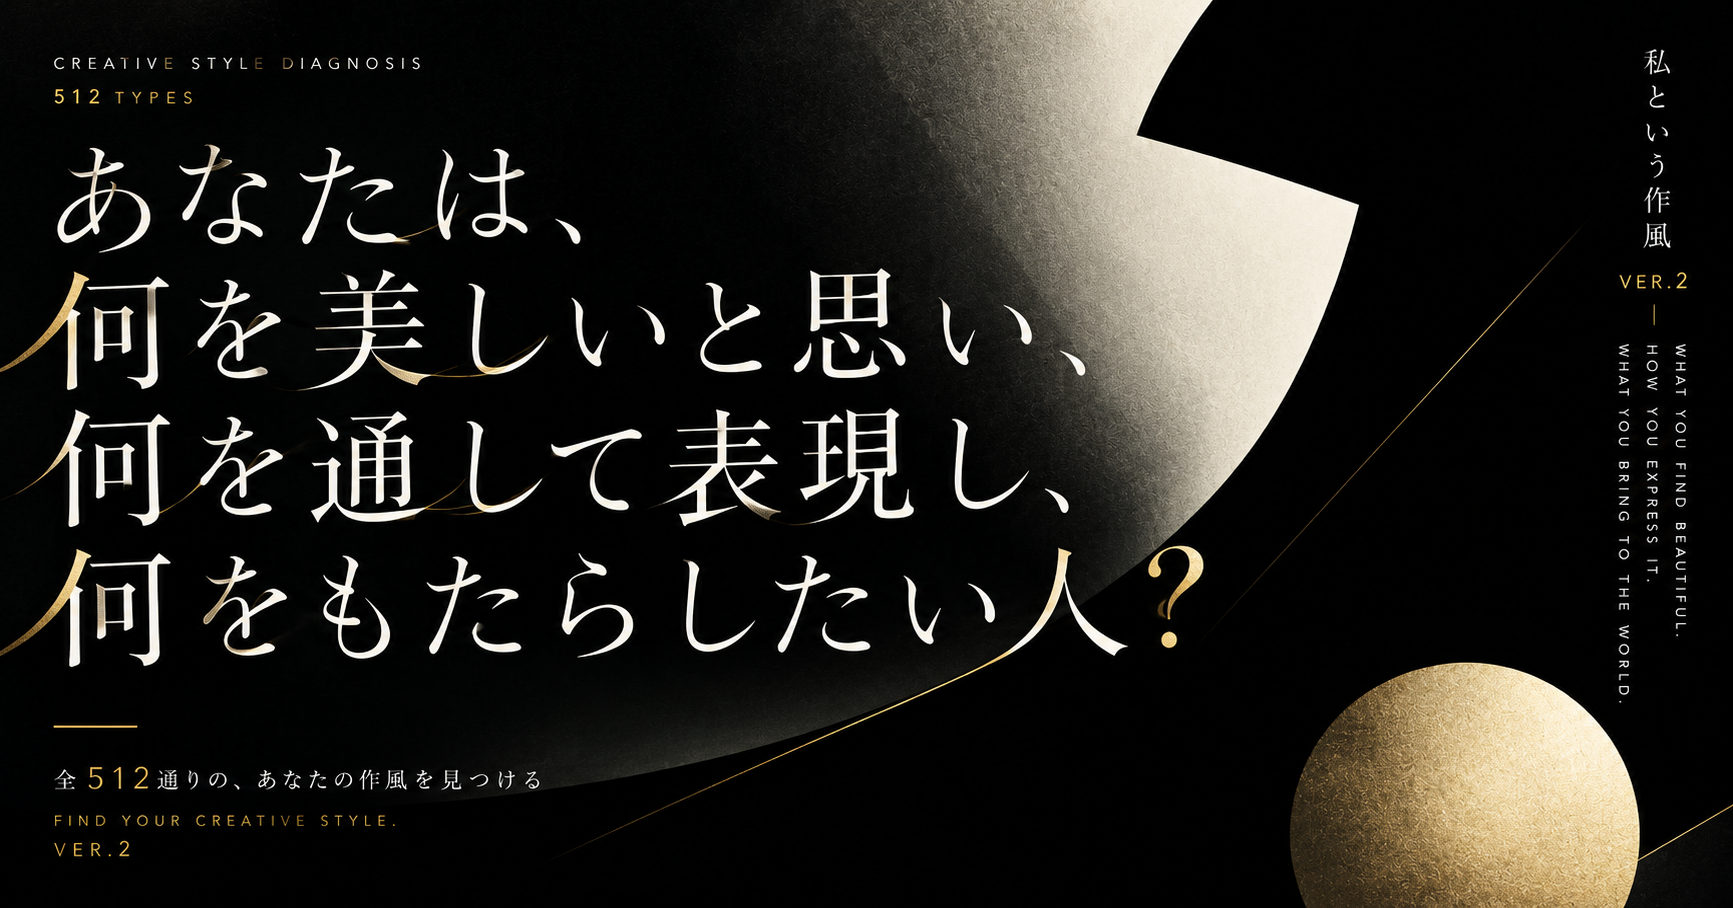 CREATIVE STYLE DIAGNOSIS
512 TYPES
あなたは、
何を美しいと思い、
何を通して表現し、
何をもたらしたい人?
全512通りの、あなたの作風を見つける
FIND YOUR CREATIVE STYLE.
VER.2
私という作風
VER.2
WHAT YOU FIND BEAUTIFUL.
HOW YOU EXPRESS IT.
WHAT YOU BRING TO THE WORLD.